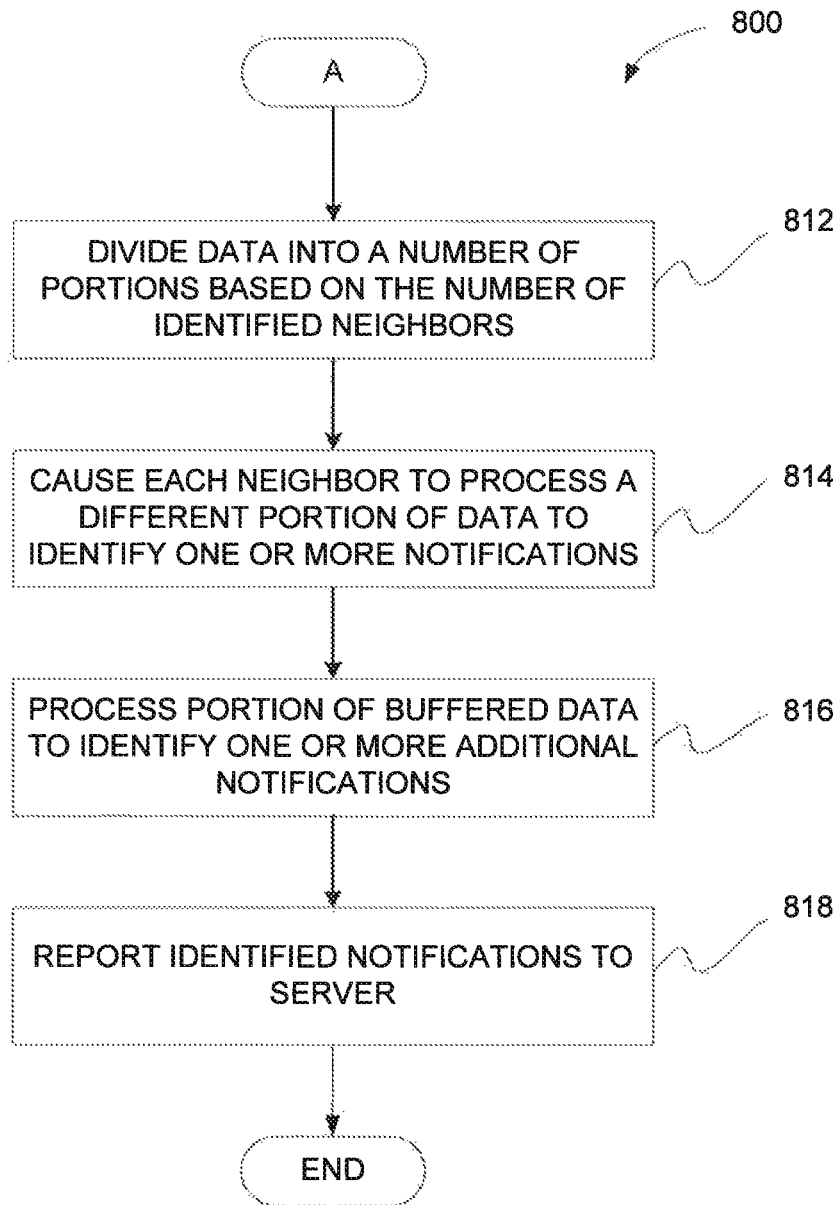 800
A
DIVIDE DATA INTO A NUMBER OF
PORTIONS BASED ON THE NUMBER OF
IDENTIFIED NEIGHBORS
812
CAUSE EACH NEIGHBOR TO PROCESS A
DIFFERENT PORTION OF DATA TO
IDENTIFY ONE OR MORE NOTIFICATIONS
814
PROCESS PORTION OF BUFFERED DATA
TO IDENTIFY ONE OR MORE ADDITIONAL
NOTIFICATIONS
816
REPORT IDENTIFIED NOTIFICATIONS TO
SERVER
818
END